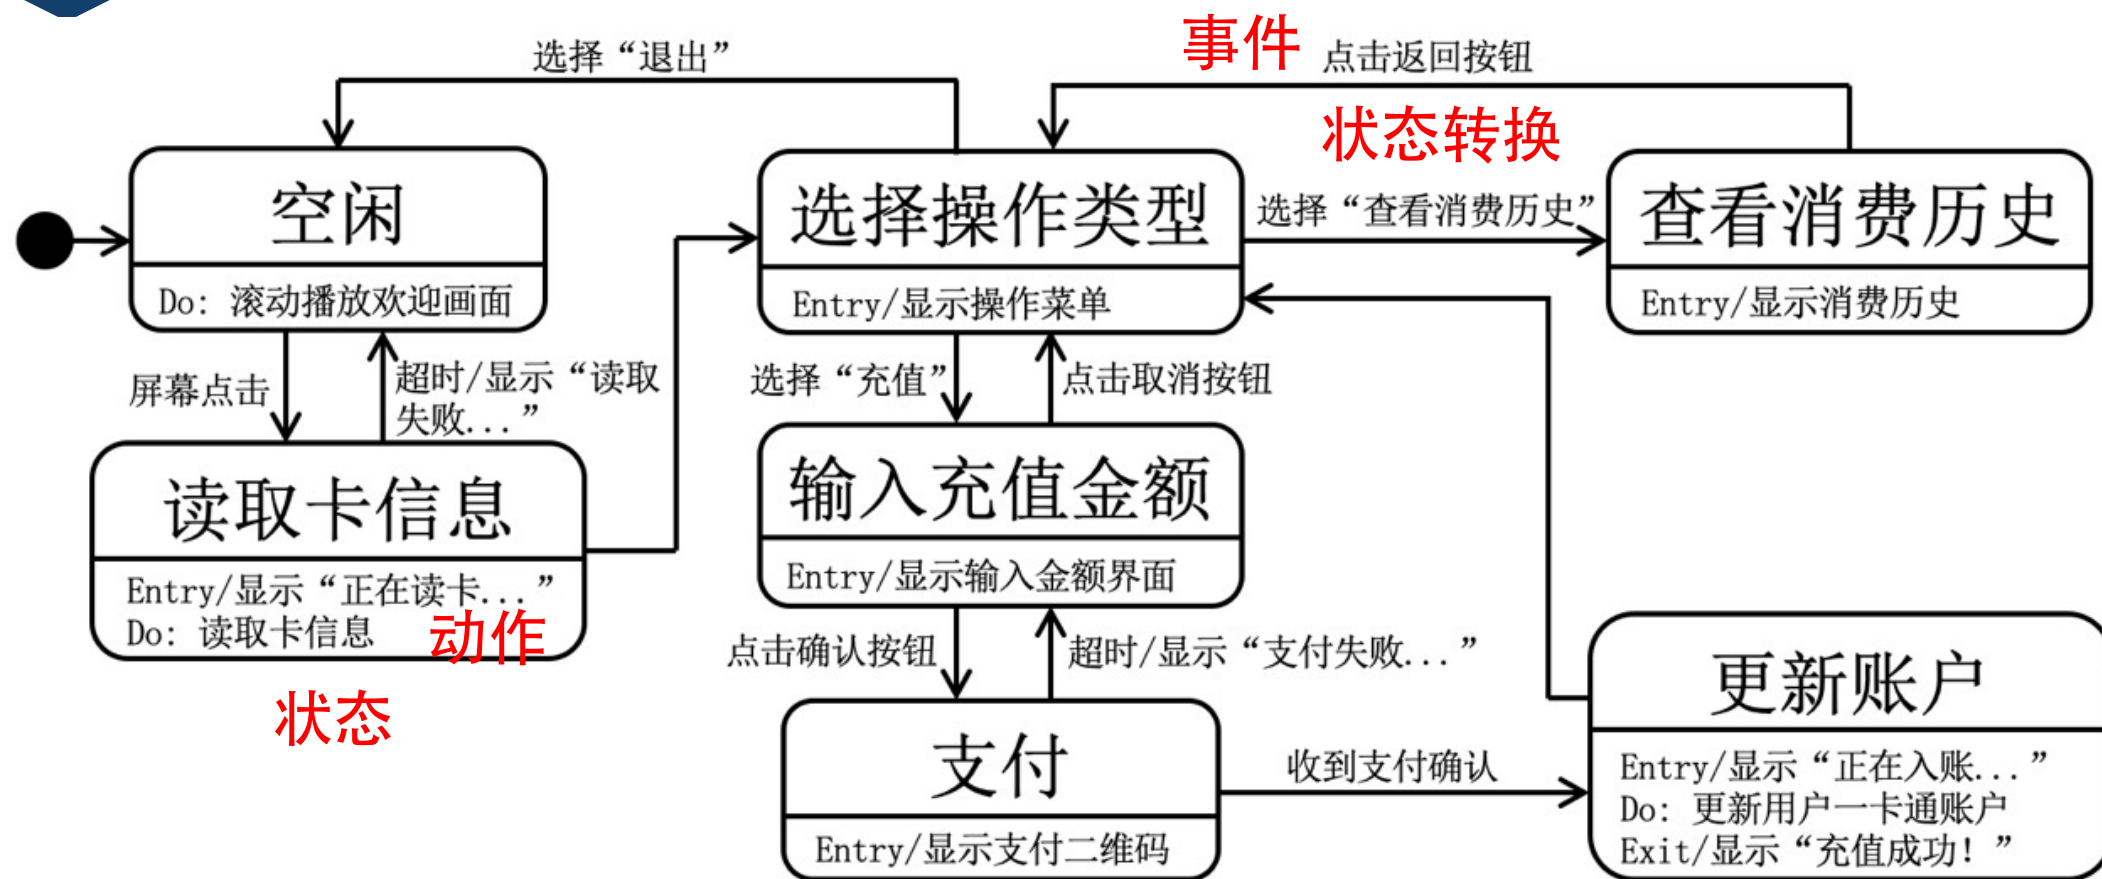 选择“退出”
事件
点击返回按钮
状态转换
空闲
Do: 滚动播放欢迎画面
选择操作类型
Entry/显示操作菜单
选择“查看消费历史”
查看消费历史
Entry/显示消费历史
屏幕点击
超时/显示“读取
失败...”
选择“充值”
点击取消按钮
读取卡信息
Entry/显示“正在读卡...”
Do: 读取卡信息
动作
状态
输入充值金额
Entry/显示输入金额界面
点击确认按钮
超时/显示“支付失败...”
支付
Entry/显示支付二维码
收到支付确认
更新账户
Entry/显示“正在入账...”
Do: 更新用户一卡通账户
Exit/显示“充值成功！”